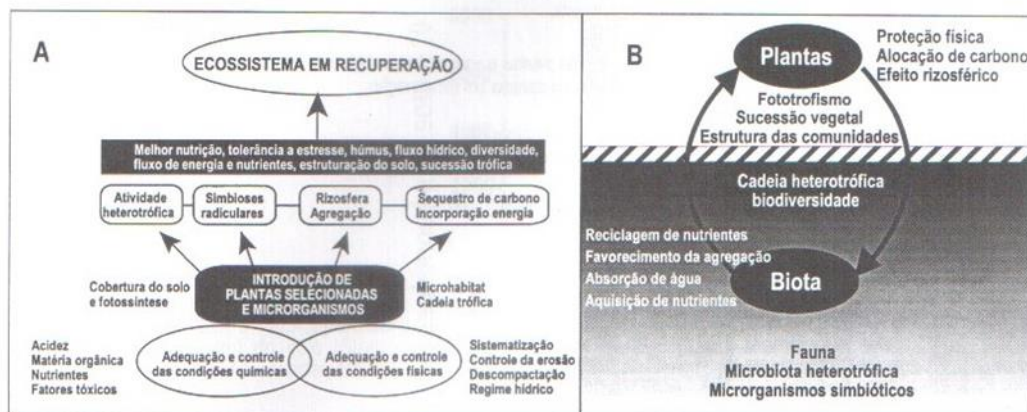 A
ECOSSISTEMA EM RECUPERAÇÃO
Melhor nutrição, tolerância a estresse, húmus, fluxo hídrico, diversidade,
fluxo de energia e nutrientes, estruturação do solo, sucessão trófica
Atividade
heterotrófica
Simbioses
radiculares
Rizosfera
Agregação
Sequestro de carbono
Incorporação energia
Cobertura do solo
e fotossíntese
INTRODUÇÃO DE
PLANTAS SELECIONADAS
E MICRORGANISMOS
Microhabitat
Cadeia trófica
Acidez
Matéria orgânica
Nutrientes
Fatores tóxicos
Adequação e controle
das condições químicas
Adequação e controle
das condições físicas
Sistematização
Controle da erosão
Descompactação
Regime hídrico
B
Plantas
Proteção física
Alocação de carbono
Efeito rizosférico
Fototrofismo
Sucessão vegetal
Estrutura das comunidades
Cadeia heterotrófica
biodiversidade
Reciclagem de nutrientes
Favorecimento da agregação
Absorção de água
Aquisição de nutrientes
Biota
Fauna
Microbiota heterotrófica
Microrganismos simbióticos